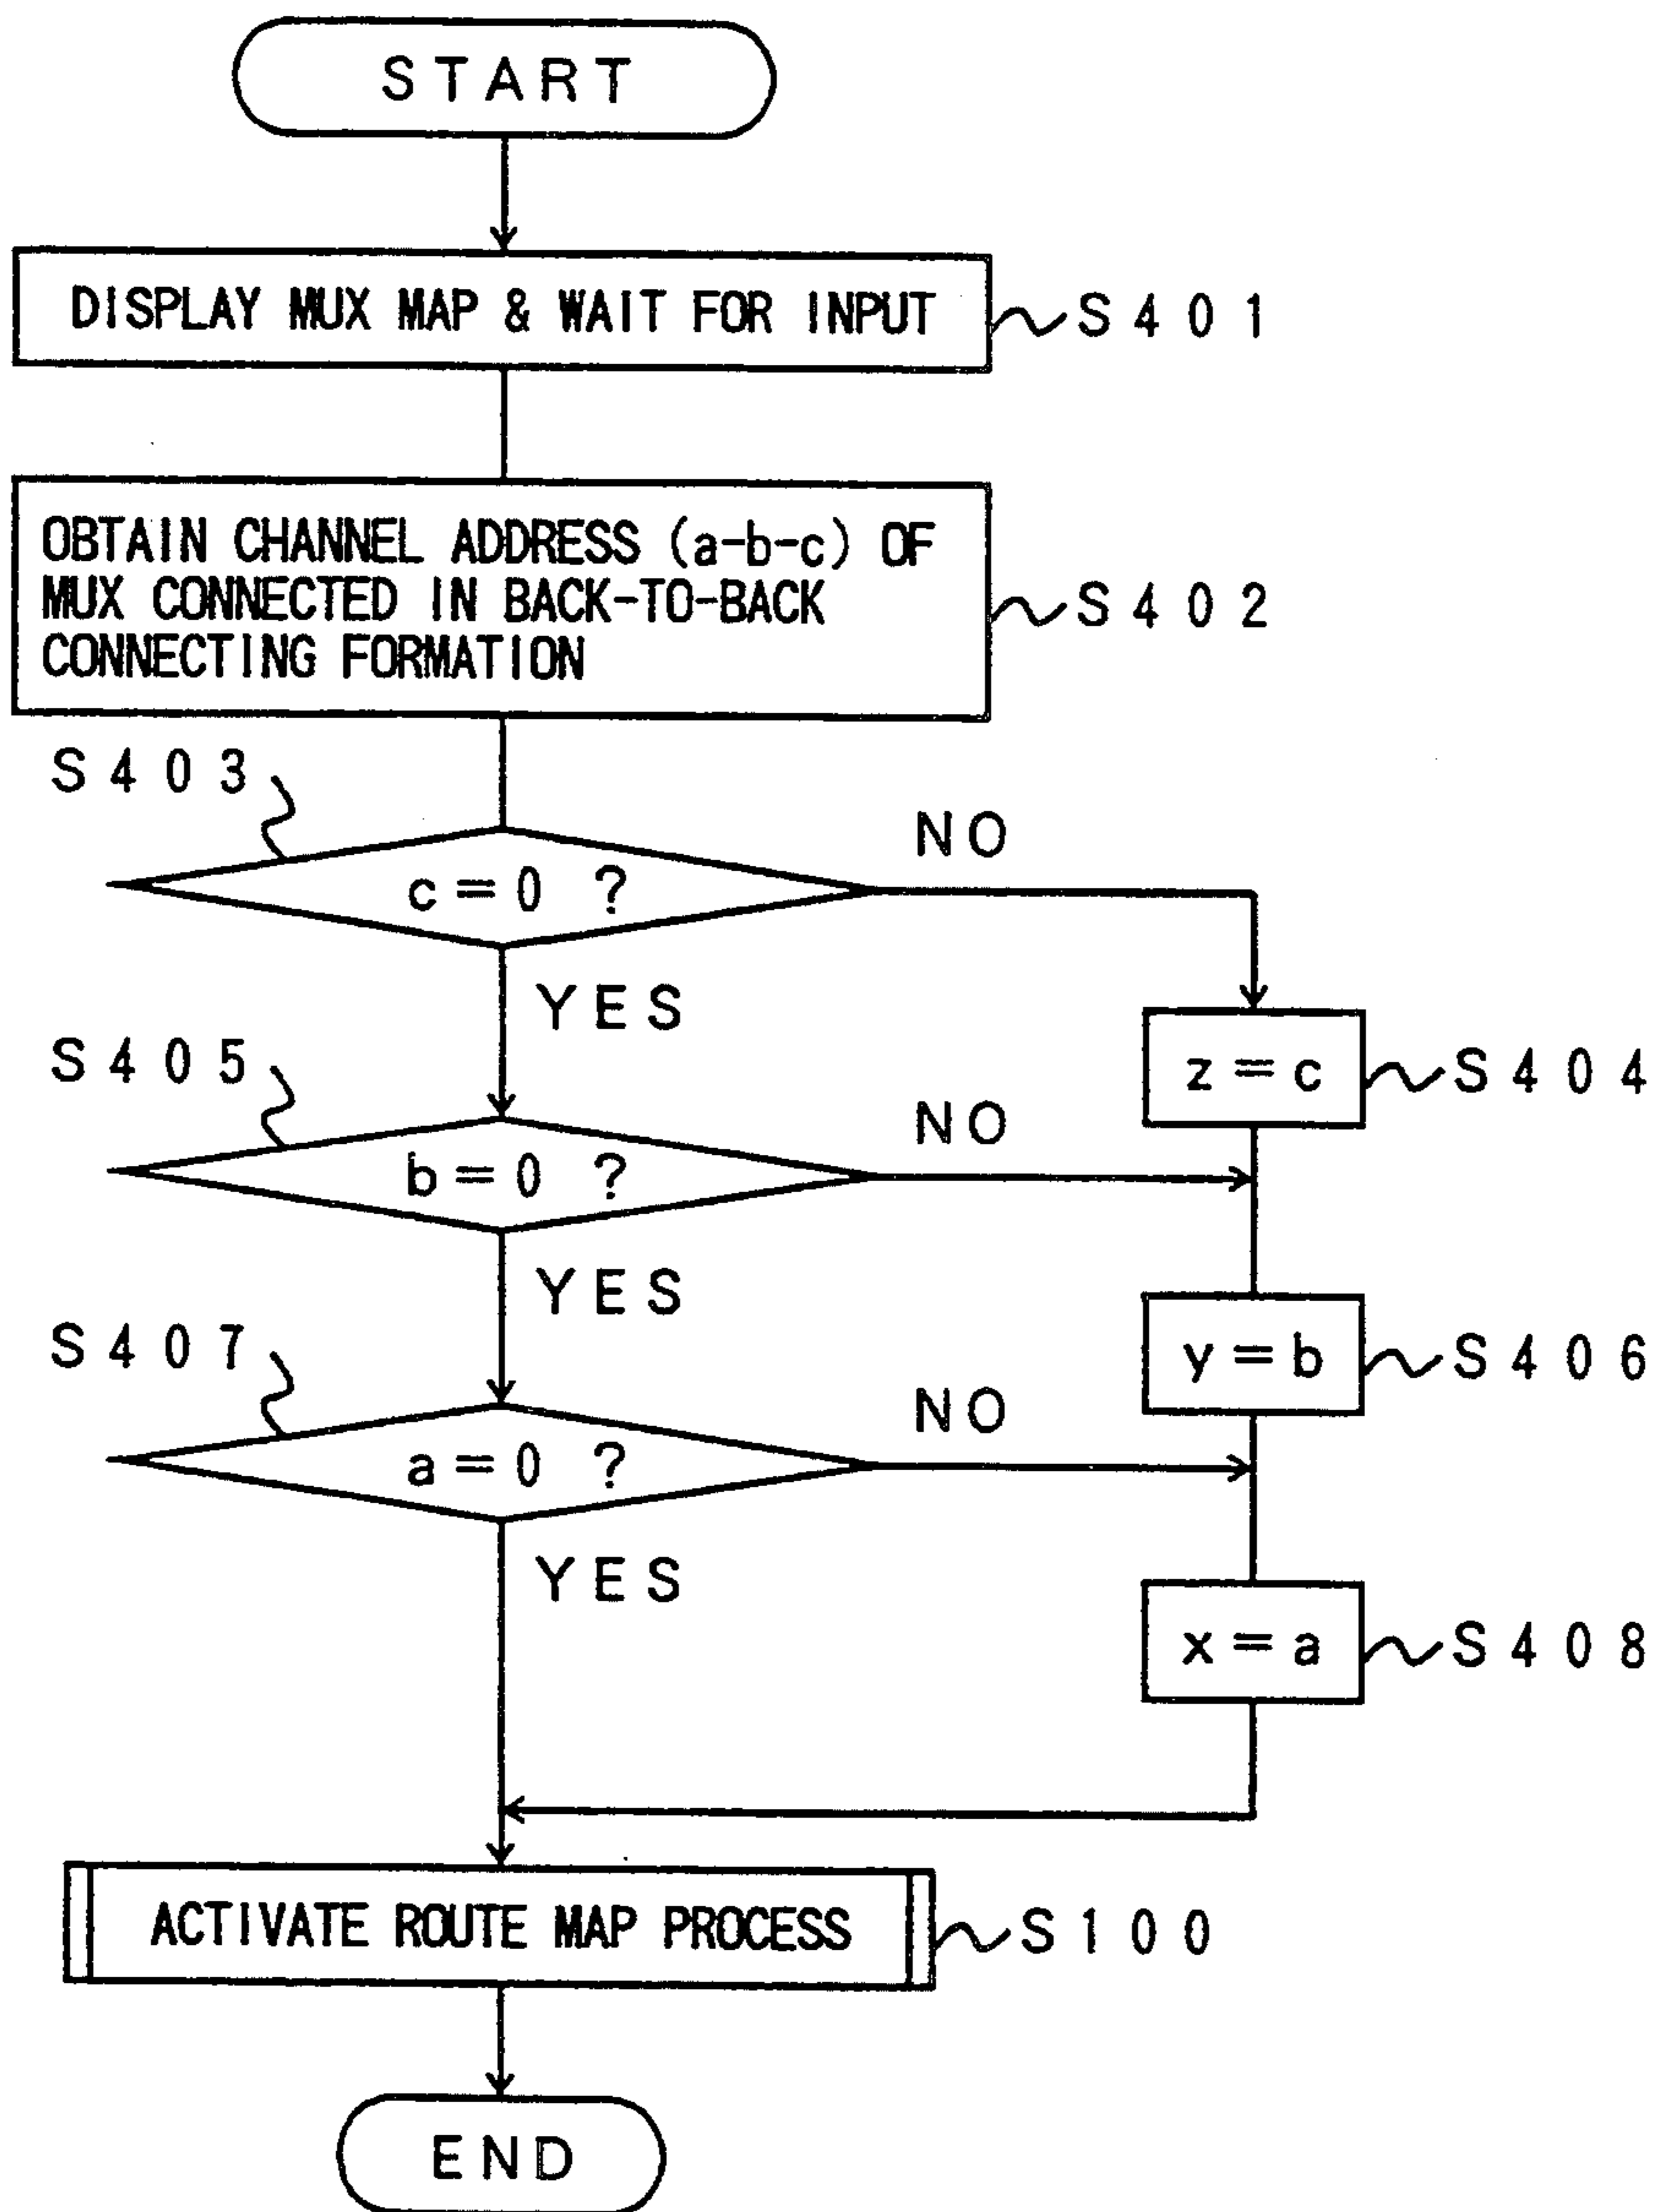 START
DISPLAY MUX MAP & WAIT FOR INPUT
S401
OBTAIN CHANNEL ADDRESS (a-b-c) OF
MUX CONNECTED IN BACK-TO-BACK
CONNECTING FORMATION
S402
S403
c=0 ?
NO
YES
z=c
S404
S405
b=0 ?
NO
YES
y=b
S406
S407
a=0 ?
NO
YES
x=a
S408
ACTIVATE ROUTE MAP PROCESS
S100
END